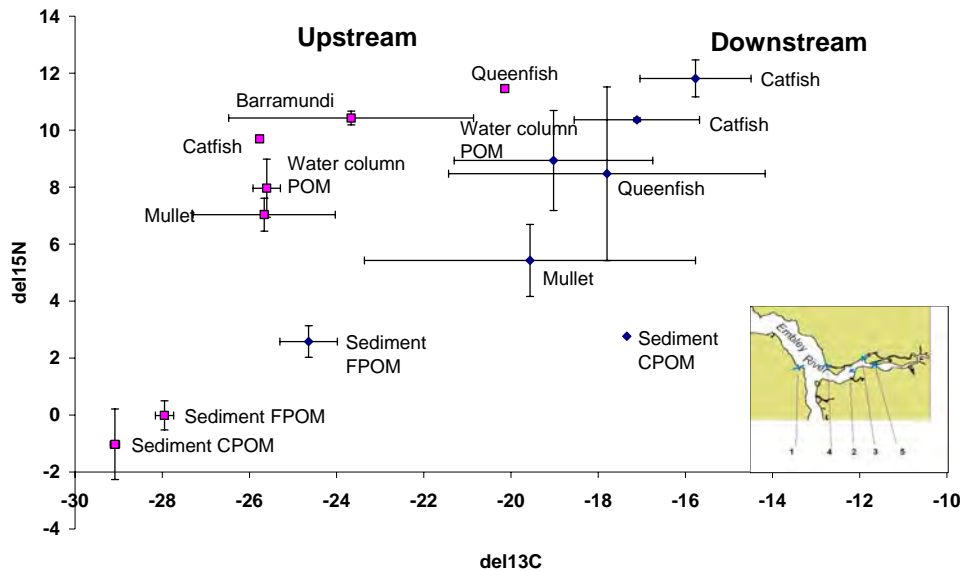 Upstream
Downstream
Queenfish
Catfish
Barramundi
Catfish
Catfish
Water column
POM
Water column
POM
Queenfish
Mullet
Mullet
Sediment
FPOM
Sediment
CPOM
Sediment FPOM
Sediment CPOM
Embley River
1 4 2 3 5
14
12
10
8
6
4
2
0
-2
-4
-30 -28 -26 -24 -22 -20 -18 -16 -14 -12 -10
del15N
del13C